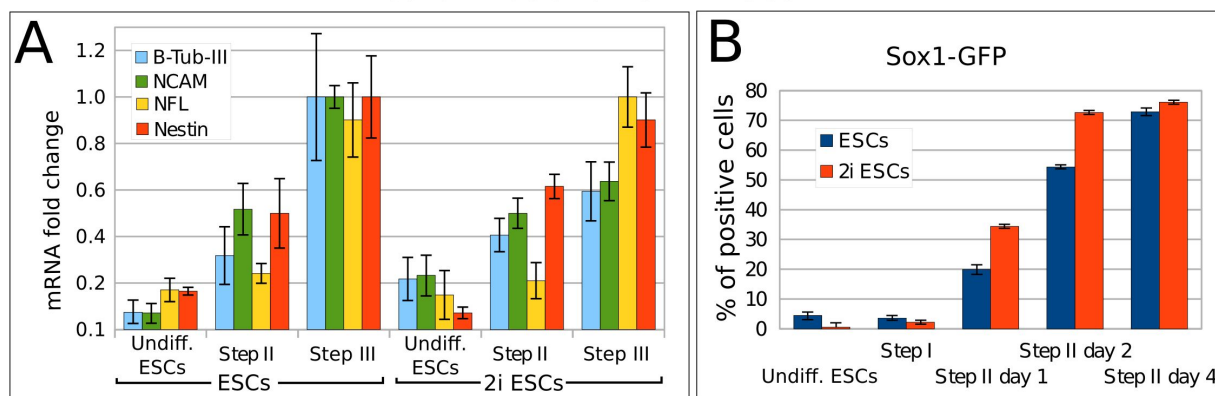 A
B-Tub-III
NCAM
NFL
Nestin
mRNA fold change
1.2
1.0
0.8
0.6
0.4
0.2
0.1
Undiff.
ESCs
Step II
Step III
Undiff.
ESCs
Step II
Step III
ESCs
2i ESCs
B
Sox1-GFP
ESCs
2i ESCs
% of positive cells
80
70
60
50
40
30
20
10
0
Step I
Step II day 2
Undiff. ESCs
Step II day 1
Step II day 4